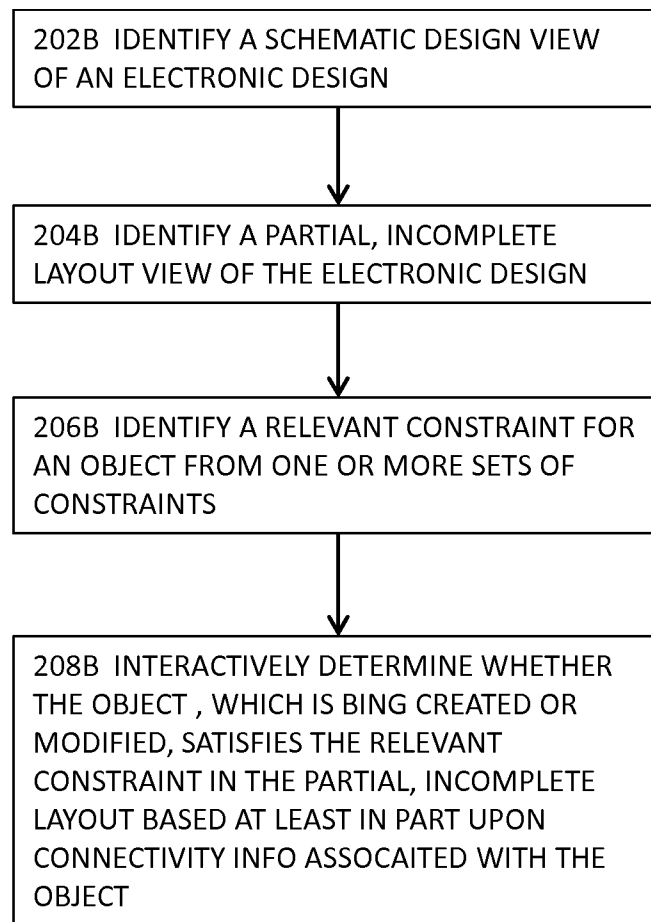 202B IDENTIFY A SCHEMATIC DESIGN VIEW
OF AN ELECTRONIC DESIGN
204B IDENTIFY A PARTIAL, INCOMPLETE
LAYOUT VIEW OF THE ELECTRONIC DESIGN
206B IDENTIFY A RELEVANT CONSTRAINT FOR
AN OBJECT FROM ONE OR MORE SETS OF
CONSTRAINTS
208B INTERACTIVELY DETERMINE WHETHER
THE OBJECT , WHICH IS BING CREATED OR
MODIFIED, SATISFIES THE RELEVANT
CONSTRAINT IN THE PARTIAL, INCOMPLETE
LAYOUT BASED AT LEAST IN PART UPON
CONNECTIVITY INFO ASSOCAITED WITH THE
OBJECT